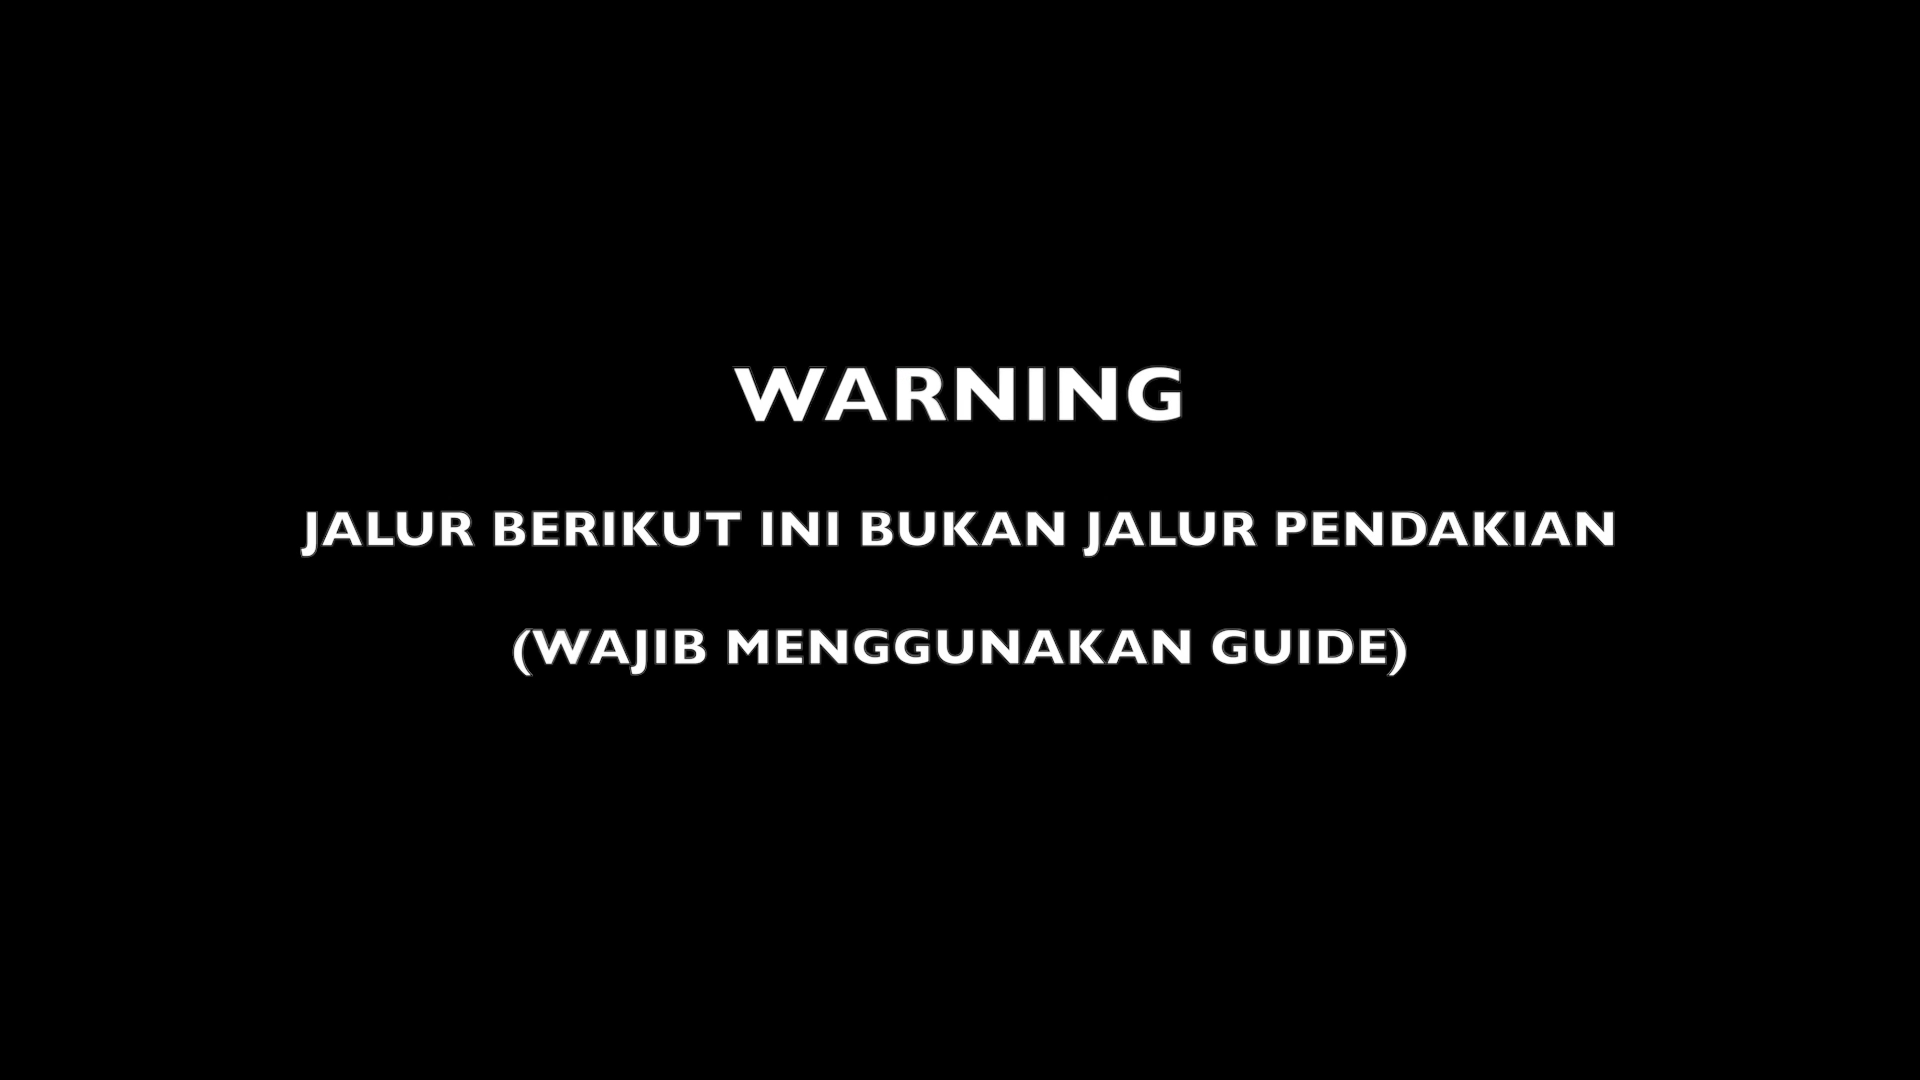 WARNING
JALUR BERIKUT INI BUKAN JALUR PENDAKIAN
(WAJIB MENGGUNAKAN GUIDE)